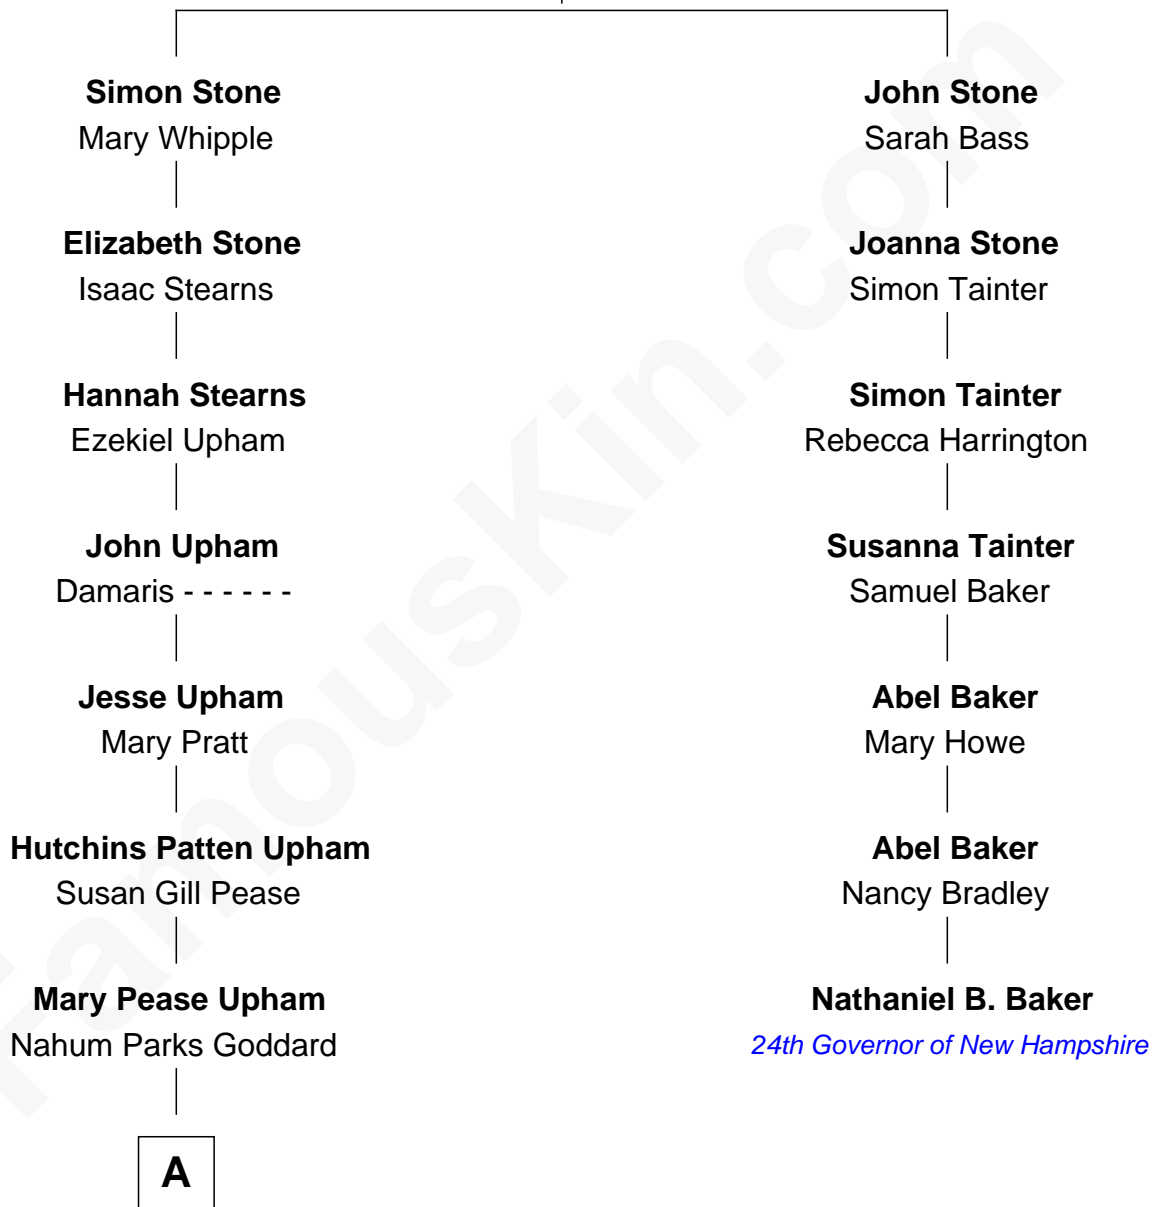 Simon Stone
Mary Whipple
Elizabeth Stone
Isaac Stearns
Hannah Stearns
Ezekiel Upham
John Upham
Damaris - - - - - -
Jesse Upham
Mary Pratt
Hutchins Patten Upham
Susan Gill Pease
Mary Pease Upham
Nahum Parks Goddard
A
John Stone
Sarah Bass
Joanna Stone
Simon Tainter
Simon Tainter
Rebecca Harrington
Susanna Tainter
Samuel Baker
Abel Baker
Mary Howe
Abel Baker
Nancy Bradley
Nathaniel B. Baker
24th Governor of New Hampshire
FamousKin.com